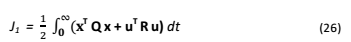 J₁ = ½ ∫₀^∞ (xᵀ Q x + uᵀ R u) dt (26)